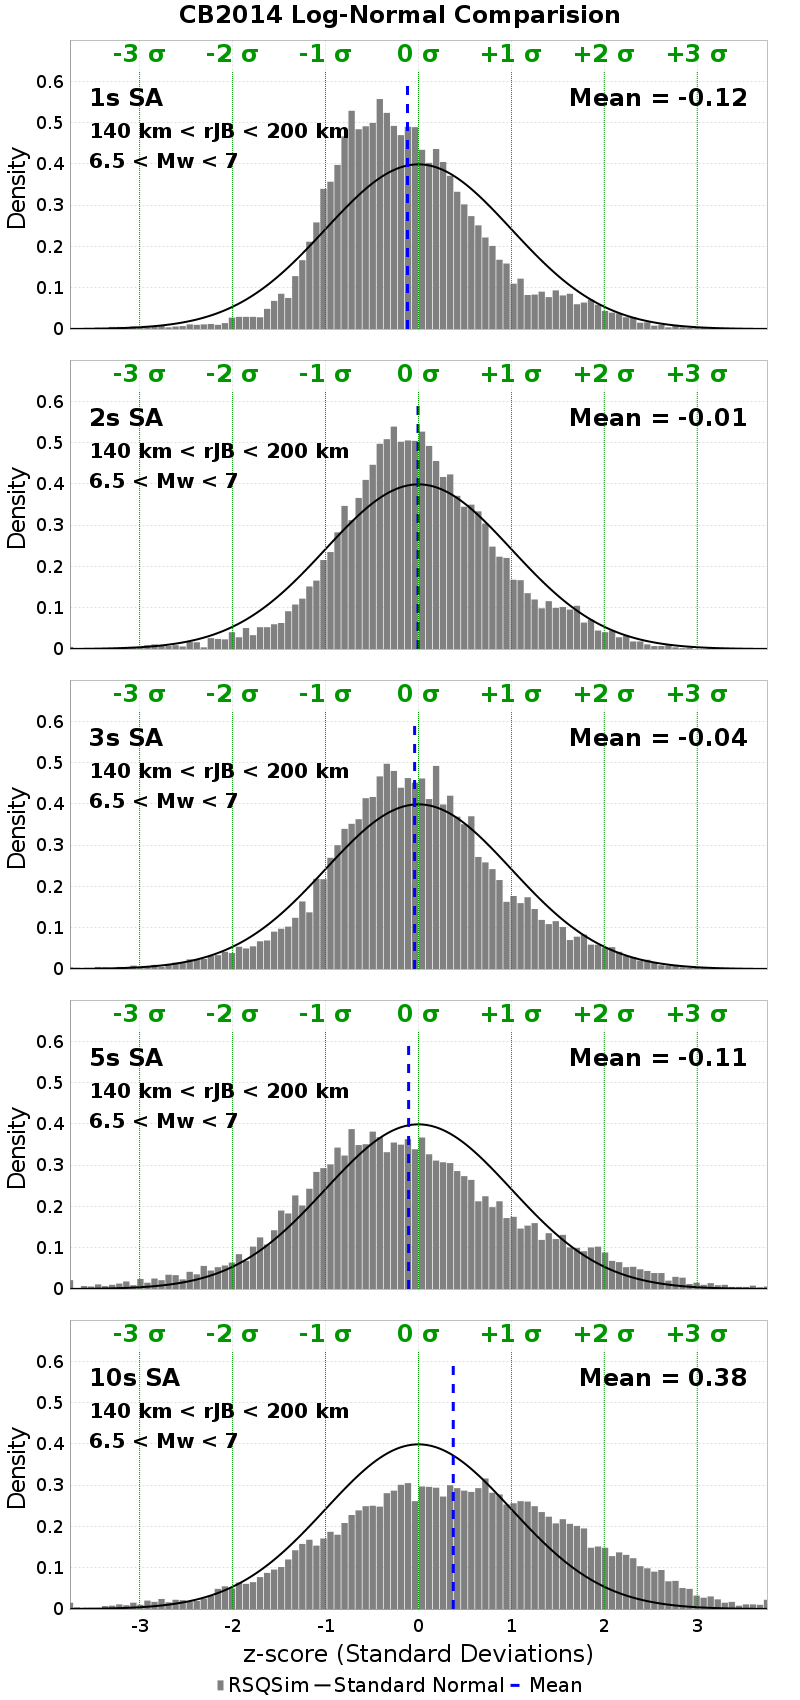 CB2014 Log-Normal Comparision
-3 σ -2 σ -1 σ 0 σ +1 σ +2 σ +3 σ
0.6
1s SA Mean = -0.12
0.5
140 km < rJB < 200 km
6.5 < Mw < 7
0.4
0.3
0.2
0.1
0
Density
-3 σ -2 σ -1 σ 0 σ +1 σ +2 σ +3 σ
0.6
2s SA Mean = -0.01
0.5
140 km < rJB < 200 km
6.5 < Mw < 7
0.4
0.3
0.2
0.1
0
Density
-3 σ -2 σ -1 σ 0 σ +1 σ +2 σ +3 σ
0.6
3s SA Mean = -0.04
0.5
140 km < rJB < 200 km
6.5 < Mw < 7
0.4
0.3
0.2
0.1
0
Density
-3 σ -2 σ -1 σ 0 σ +1 σ +2 σ +3 σ
0.6
5s SA Mean = -0.11
0.5
140 km < rJB < 200 km
6.5 < Mw < 7
0.4
0.3
0.2
0.1
0
Density
-3 σ -2 σ -1 σ 0 σ +1 σ +2 σ +3 σ
0.6
10s SA Mean = 0.38
0.5
140 km < rJB < 200 km
6.5 < Mw < 7
0.4
0.3
0.2
0.1
0
Density
-3 -2 -1 0 1 2 3
z-score (Standard Deviations)
RSQSim Standard Normal Mean